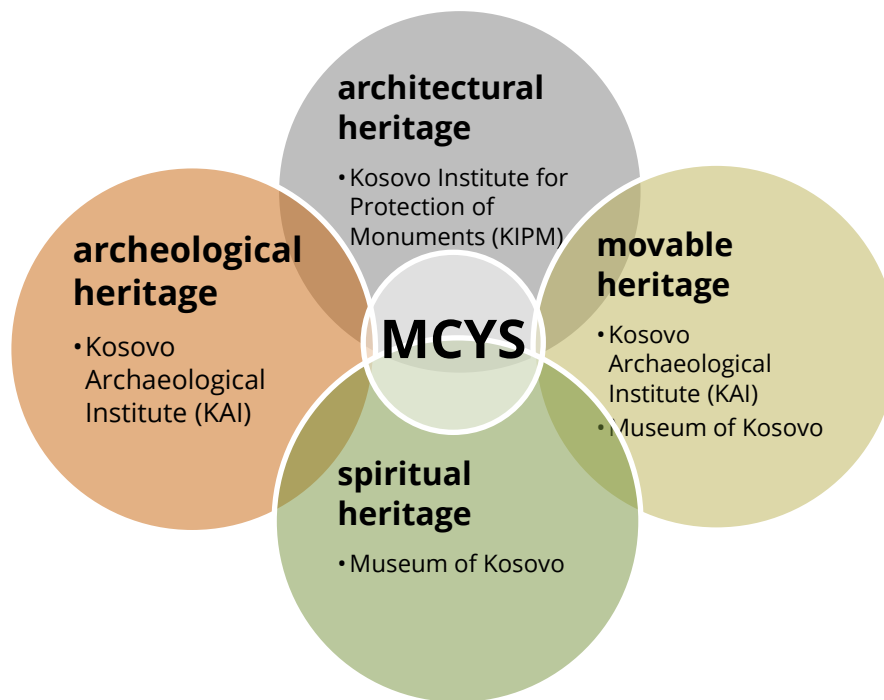 architectural
heritage
• Kosovo Institute for
Protection of
Monuments (KIPM)
archeological
heritage
• Kosovo
Archaeological
Institute (KAI)
MCYS
movable
heritage
• Kosovo
Archaeological
Institute (KAI)
• Museum of Kosovo
spiritual
heritage
• Museum of Kosovo